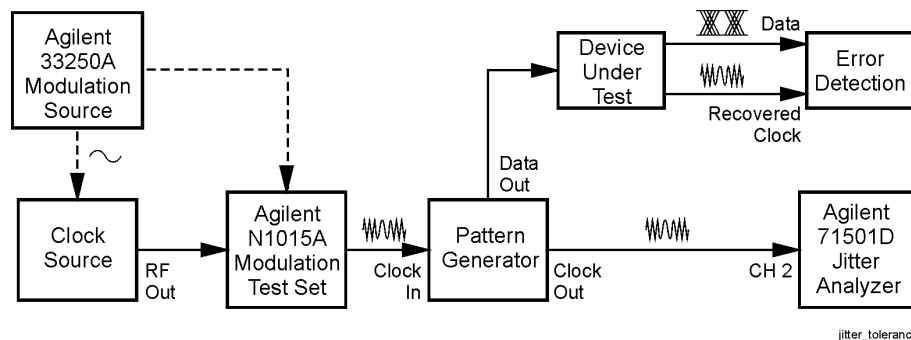 Agilent
33250A
Modulation
Source
Clock
Source
RF
Out
Agilent
N1015A
Modulation
Test Set
Clock
In
Pattern
Generator
Data
Out
Clock
Out
Device
Under
Test
Data
Recovered
Clock
Error
Detection
CH 2
Agilent
71501D
Jitter
Analyzer
jitter_toleranc